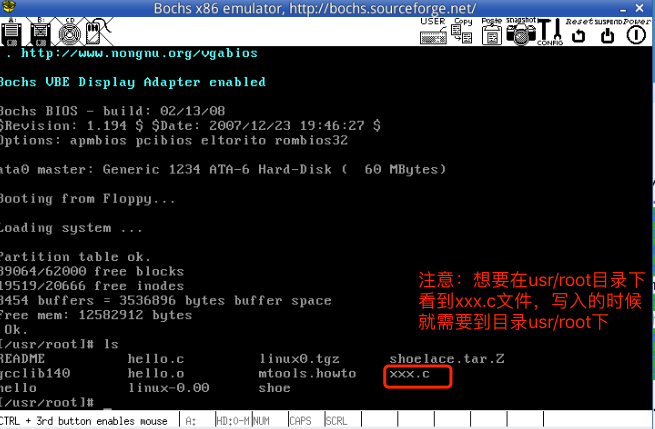 Bochs x86 emulator, http://bochs.sourceforge.net/
A: B: CD USER Copy Paste Snapshot CONFIG Reset SUSPEND Power
. http://www.nongnu.org/vgabios
Bochs VBE Display Adapter enabled
Bochs BIOS - build: 02/13/08
$Revision: 1.194 $ $Date: 2007/12/23 19:46:27 $
Options: apmbios pcibios eltorito rombios32
ata0 master: Generic 1234 ATA-6 Hard-Disk ( 60 MBytes)
Booting from Floppy...
Loading system ...
Partition table ok.
39064/62000 free blocks
19519/20666 free inodes
3454 buffers = 3536896 bytes buffer space
Free mem: 12582912 bytes
Ok.
[/usr/root]# ls
README hello.c linux0.tgz shoelace.tar.Z
gcclib140 hello.o mtools.howto xxx.c
hello linux-0.00 shoe
[/usr/root]# _
注意：想要在usr/root目录下
看到xxx.c文件，写入的时候
就需要到目录usr/root下
CTRL + 3rd button enables mouse A: HD:0-M NUM CAPS SCRL